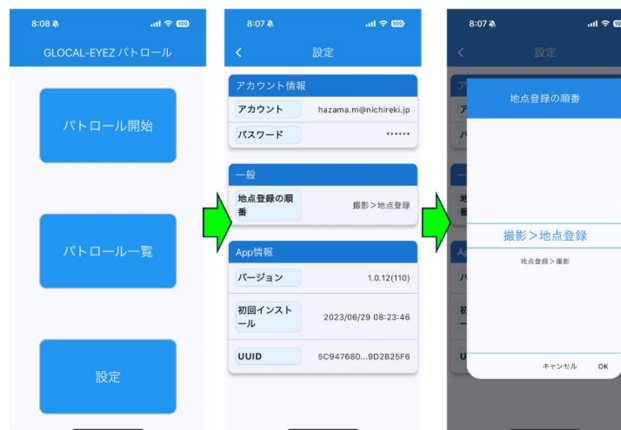 8:08
GLOCAL-EYEZ パトロール
パトロール開始
パトロール一覧
設定
8:07
設定
アカウント情報
アカウント hazama.m@nichireki.jp
パスワード ••••••
一般
地点登録の順
番
撮影>地点登録
App情報
バージョン 1.0.12(110)
初回インスト
ール
2023/06/29 08:23:46
UUID 5C947680...9D2B25F6
8:07
設定
地点登録の順番
撮影>地点登録
地点登録>撮影
キャンセル OK